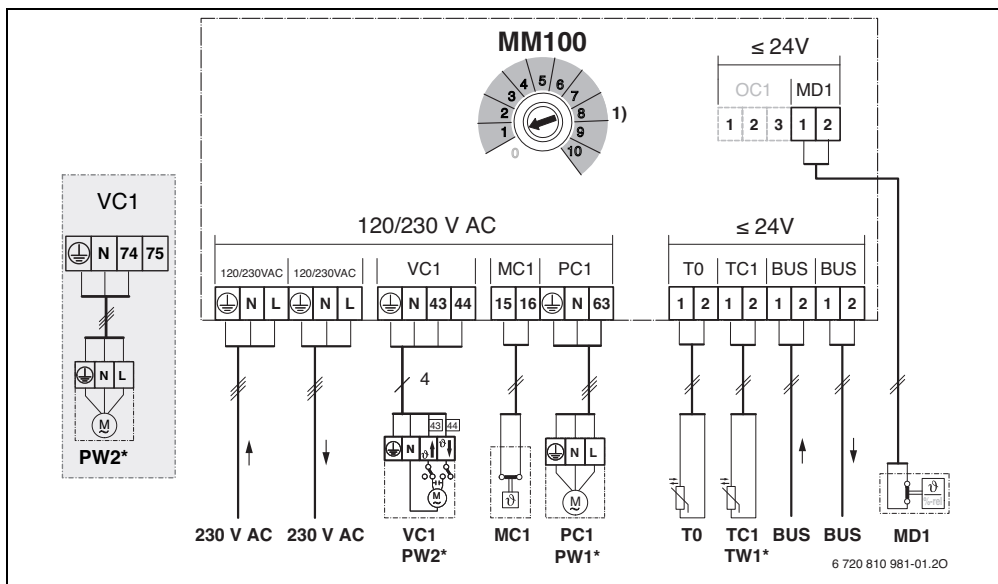 MM100
≤ 24V
OC1 MD1
1 2 3 1 2
0 1 2 3 4 5 6 7 8 9 10
1)
VC1
N 74 75
N L
M
~
PW2*
120/230 V AC
≤ 24V
120/230VAC 120/230VAC VC1 MC1 PC1 T0 TC1 BUS BUS
N L N L N 43 44 15 16 N 63 1 2 1 2 1 2 1 2
4
43 44
N ϑ ϑ
M
~
ϑ
N L
M
~
ϑ
%-rel
230 V AC 230 V AC VC1 MC1 PC1 T0 TC1 BUS BUS MD1
PW2* PW1* TW1*
6 720 810 981-01.2O